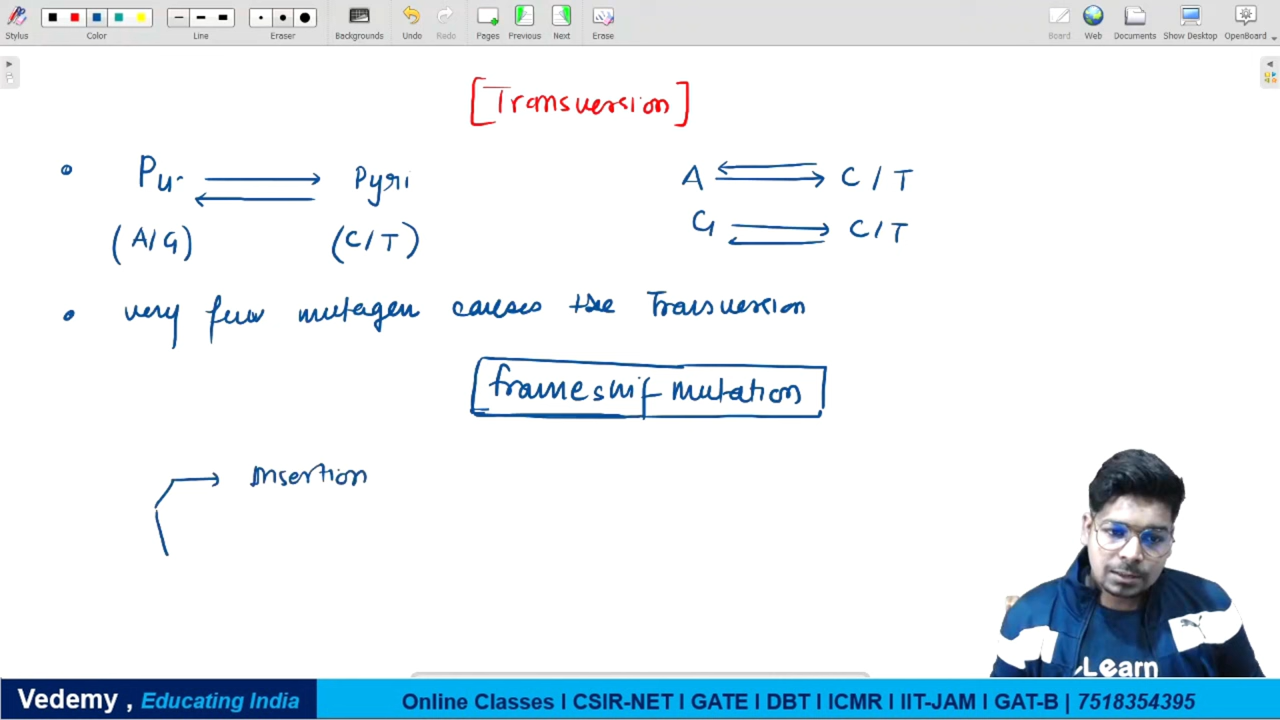 Stylus Color Line Eraser Backgrounds Undo Redo Pages Previous Next Erase Board Web Documents Show Desktop OpenBoard
[Transversion]
Pu. Pyri A C / T
(A/G) (C/T) G C/T
very few mutagen causes the Transversion
frameshif mutation
Insertion
Learn
Vedemy , Educating India Online Classes I CSIR-NET I GATE I DBT I ICMR I IIT-JAM I GAT-B | 7518354395